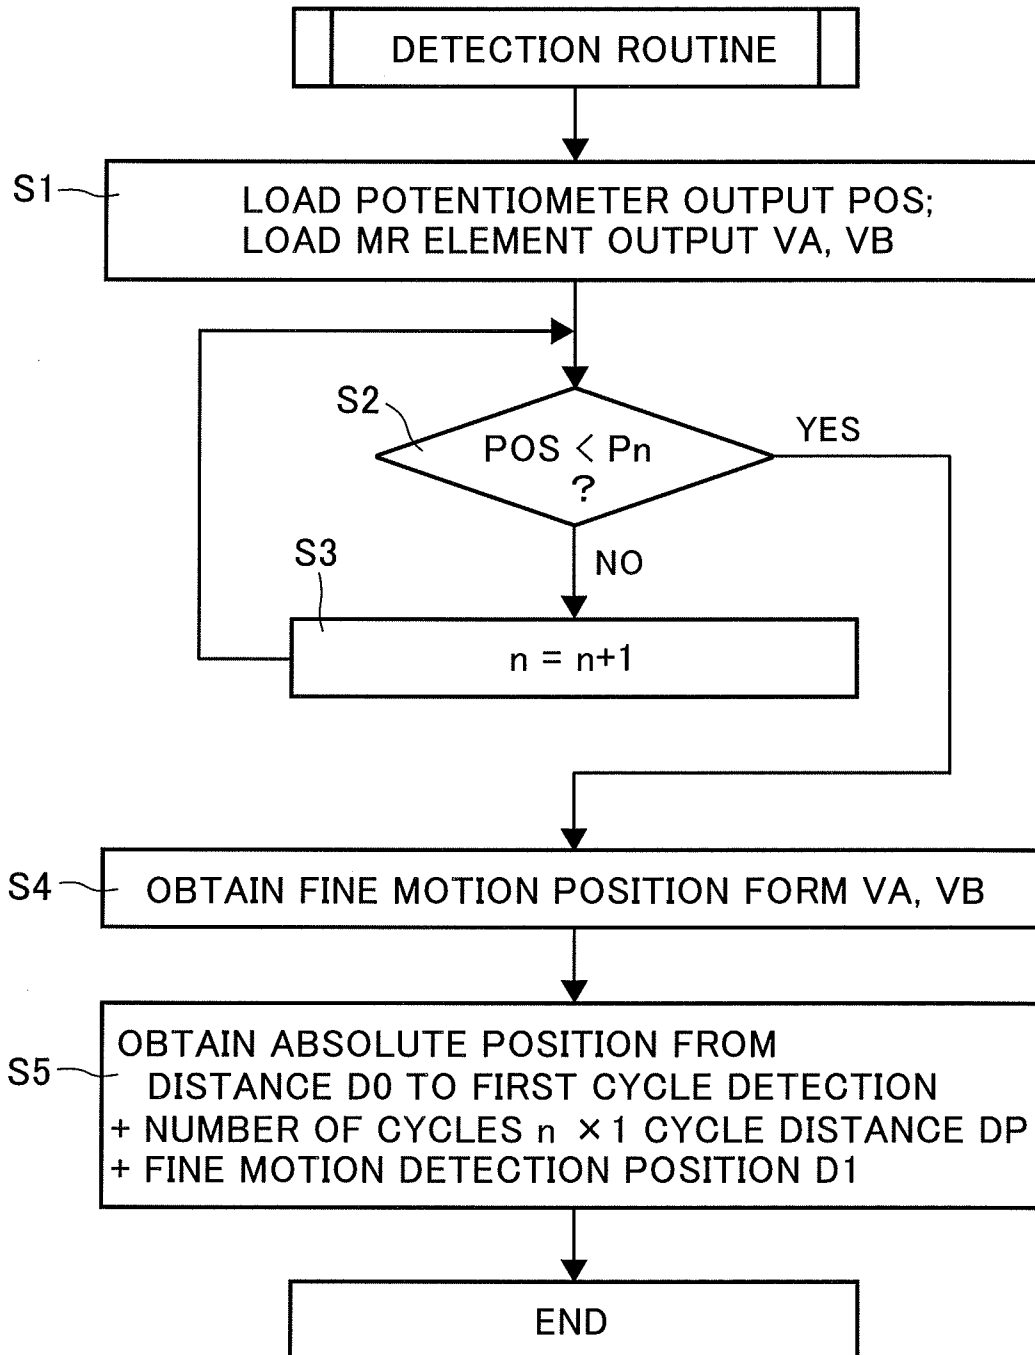 DETECTION ROUTINE
S1
LOAD POTENTIOMETER OUTPUT POS;
LOAD MR ELEMENT OUTPUT VA, VB
S2
POS < Pn
?
YES
NO
S3
n = n+1
S4
OBTAIN FINE MOTION POSITION FORM VA, VB
S5
OBTAIN ABSOLUTE POSITION FROM
DISTANCE D0 TO FIRST CYCLE DETECTION
+ NUMBER OF CYCLES n ×1 CYCLE DISTANCE DP
+ FINE MOTION DETECTION POSITION D1
END